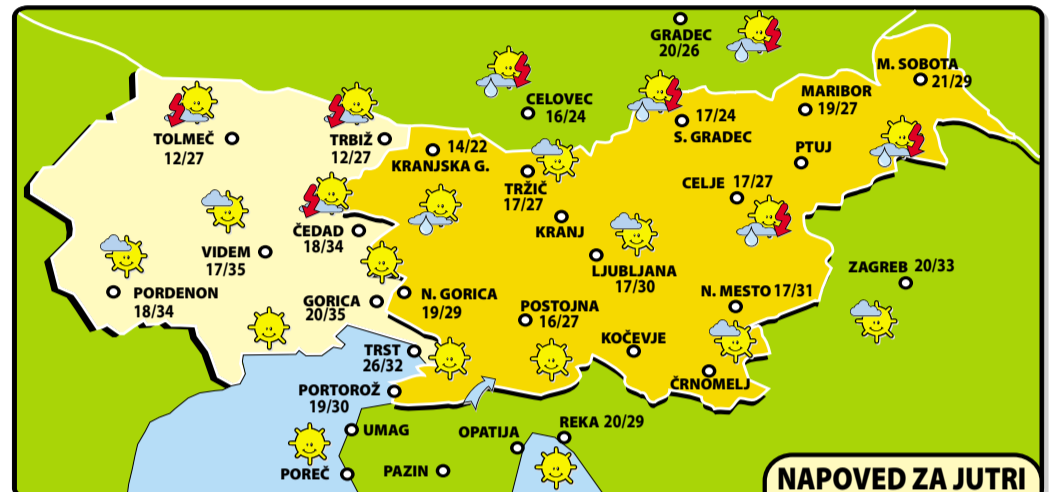 GRADEC
20/26
M. SOBOTA
21/29
CELOVEC
16/24
MARIBOR
19/27
17/24
S. GRADEC
TOLMEČ
12/27
TRBIŽ
12/27
14/22
KRANJSKA G.
PTUJ
TRŽIČ
17/27
CELJE 17/27
KRANJ
ČEDAD
18/34
VIDEM
17/35
LJUBLJANA
17/30
ZAGREB 20/33
PORDENON
18/34
GORICA
20/35
N. GORICA
19/29
POSTOJNA
16/27
N. MESTO 17/31
KOČEVJE
TRST
26/32
ČRNOMELJ
PORTOROŽ
19/30
UMAG
OPATIJA
REKA 20/29
POREČ
PAZIN
NAPOVED ZA JUTRI